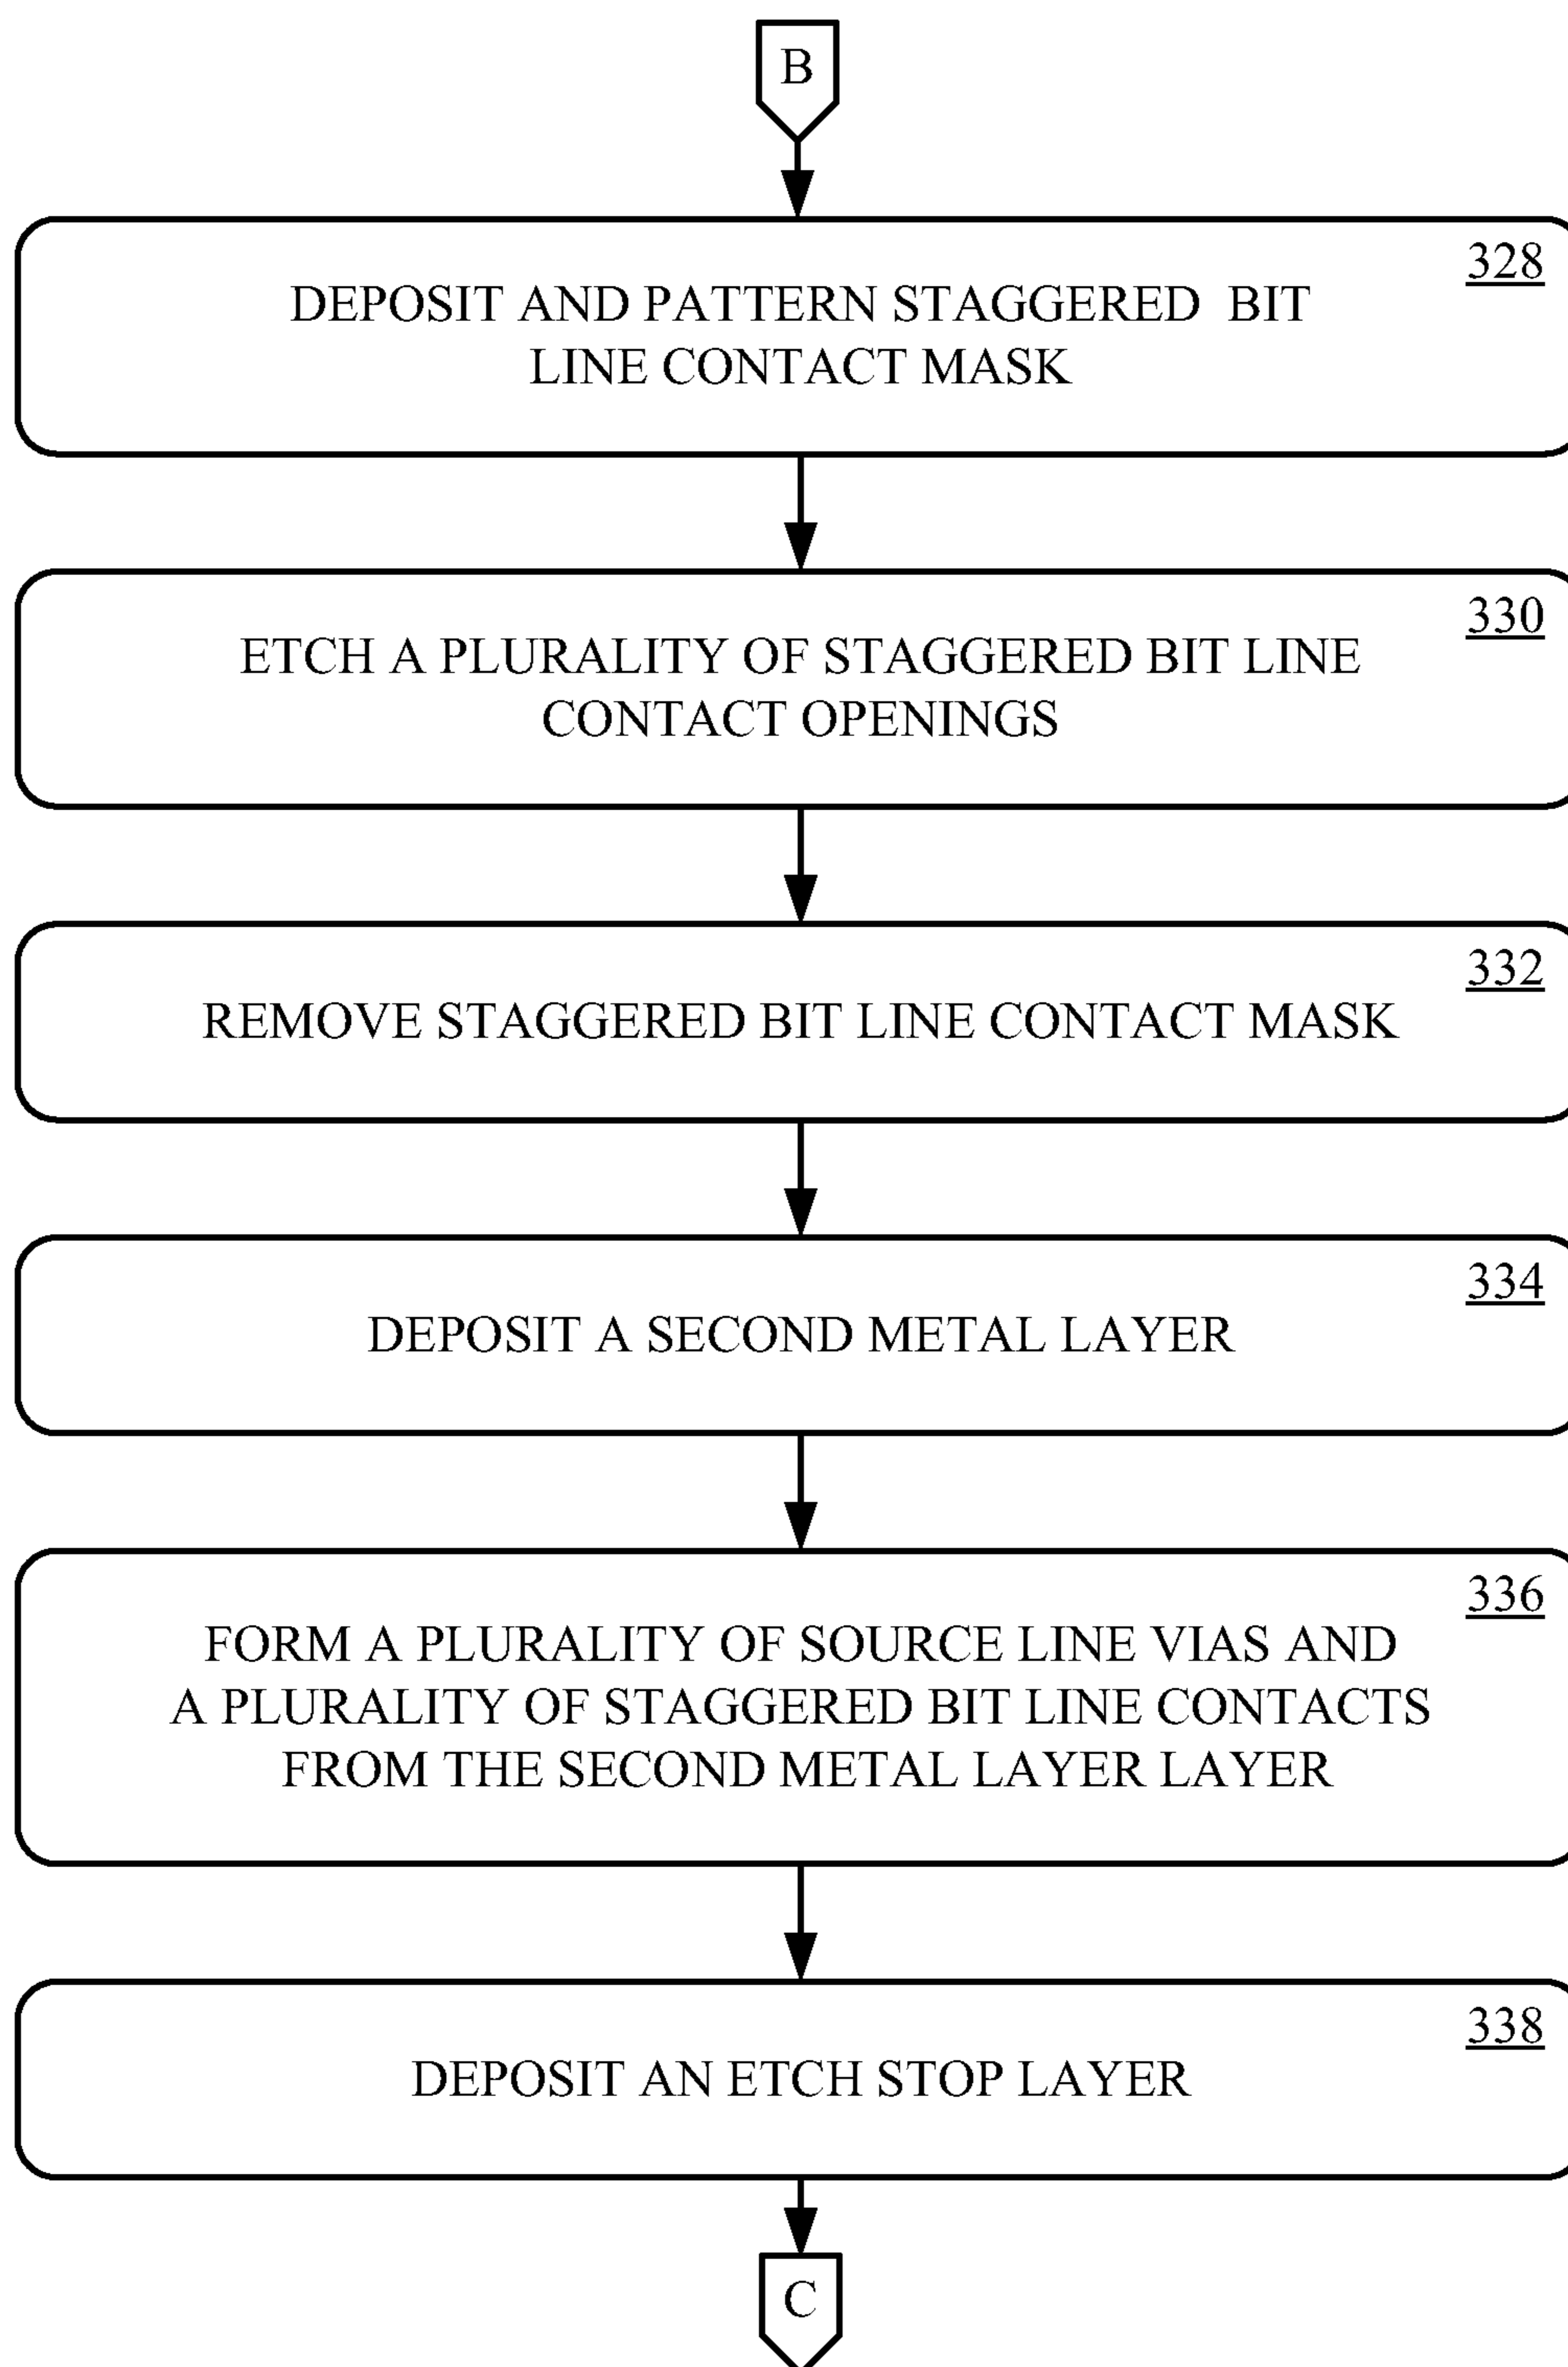 B
328
DEPOSIT AND PATTERN STAGGERED BIT
LINE CONTACT MASK
330
ETCH A PLURALITY OF STAGGERED BIT LINE
CONTACT OPENINGS
332
REMOVE STAGGERED BIT LINE CONTACT MASK
334
DEPOSIT A SECOND METAL LAYER
336
FORM A PLURALITY OF SOURCE LINE VIAS AND
A PLURALITY OF STAGGERED BIT LINE CONTACTS
FROM THE SECOND METAL LAYER LAYER
338
DEPOSIT AN ETCH STOP LAYER
C